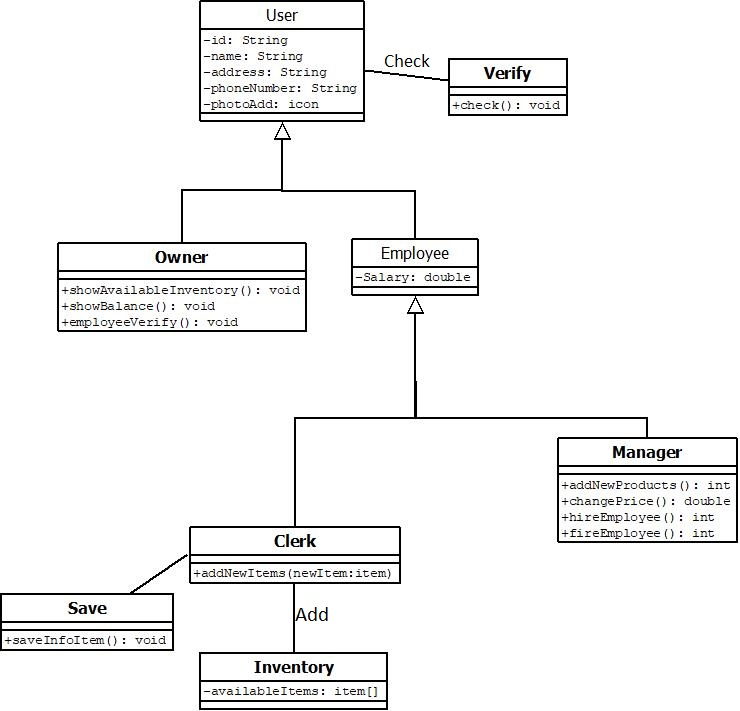 User
-id: String
-name: String
-address: String
-phoneNumber: String
-photoAdd: icon
Check
Verify
+check(): void
Owner
+showAvailableInventory(): void
+showBalance(): void
+employeeVerify(): void
Employee
-Salary: double
Manager
+addNewProducts(): int
+changePrice(): double
+hireEmployee(): int
+fireEmployee(): int
Clerk
+addNewItems(newItem:item)
Save
+saveInfoItem(): void
Add
Inventory
-availableItems: item[]